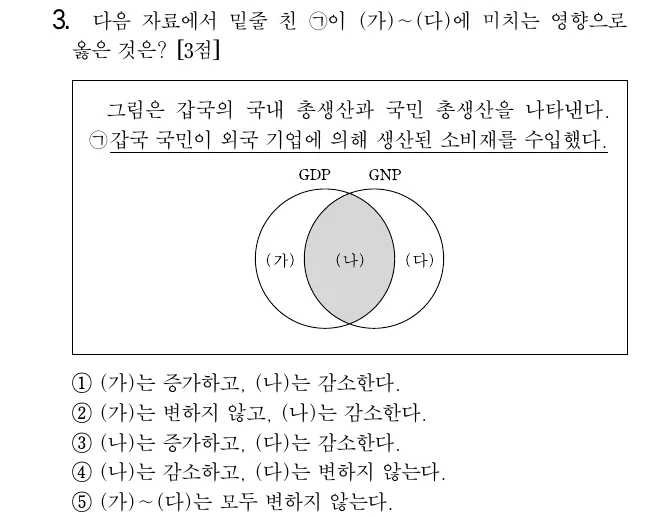 3. 다음 자료에서 밑줄 친 ㉠이 (가)~(다)에 미치는 영향으로
옳은 것은? [3점]
그림은 갑국의 국내 총생산과 국민 총생산을 나타낸다.
㉠갑국 국민이 외국 기업에 의해 생산된 소비재를 수입했다.
GDP GNP
(가) (나) (다)
① (가)는 증가하고, (나)는 감소한다.
② (가)는 변하지 않고, (나)는 감소한다.
③ (나)는 증가하고, (다)는 감소한다.
④ (나)는 감소하고, (다)는 변하지 않는다.
⑤ (가)~(다)는 모두 변하지 않는다.